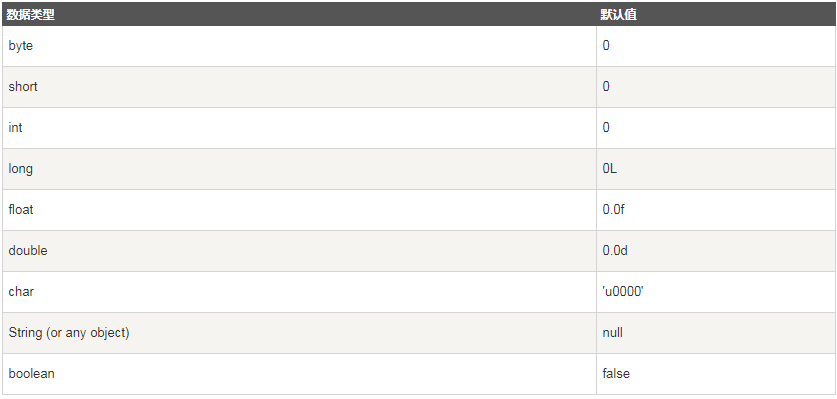 数据类型 默认值
byte 0
short 0
int 0
long 0L
float 0.0f
double 0.0d
char 'u0000'
String (or any object) null
boolean false